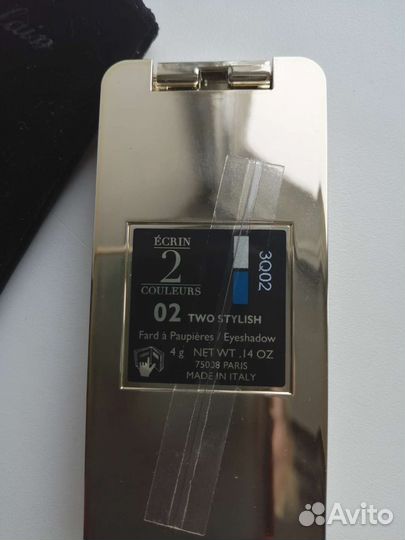 ÉCRIN
2
COULEURS
3Q02
02 TWO STYLISH
Fard à Paupières / Eyeshadow
4 g NET WT .14 OZ
75008 PARIS
MADE IN ITALY
Avito